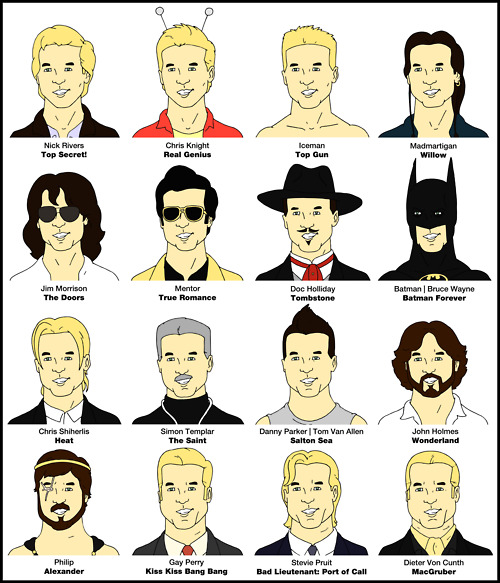 Nick Rivers
Top Secret!
Chris Knight
Real Genius
Iceman
Top Gun
Madmartigan
Willow
Jim Morrison
The Doors
Mentor
True Romance
Doc Holliday
Tombstone
Batman | Bruce Wayne
Batman Forever
Chris Shiherlis
Heat
Simon Templar
The Saint
Danny Parker | Tom Van Allen
Salton Sea
John Holmes
Wonderland
Philip
Alexander
Gay Perry
Kiss Kiss Bang Bang
Stevie Pruit
Bad Lieutenant: Port of Call
Dieter Von Cunth
MacGruber